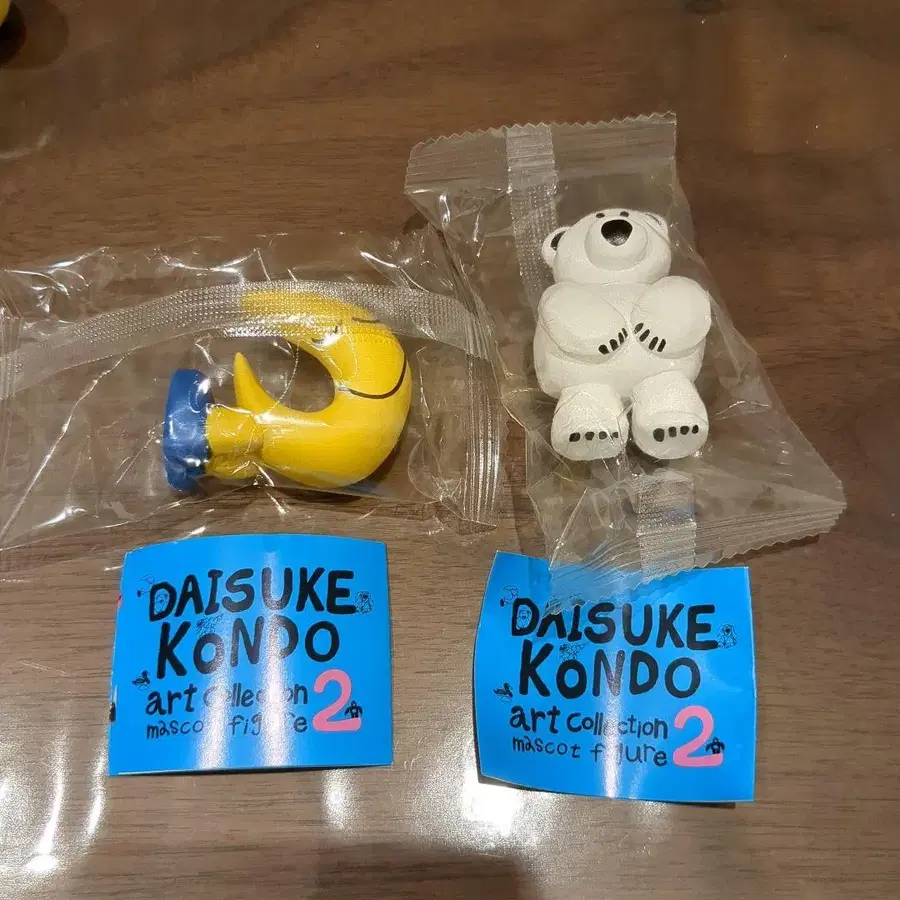 DAISUKE
KONDO
art collection 2
mascot figure
DAISUKE
KONDO
art collection 2
mascot figure